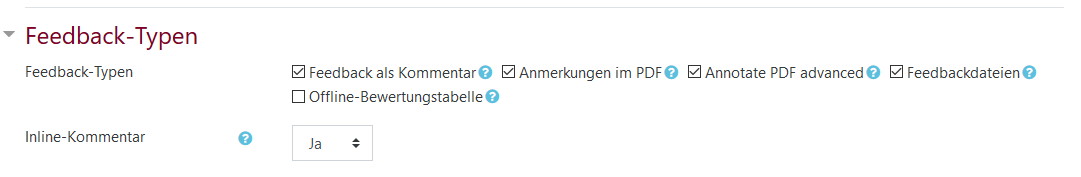 Feedback-Typen
Feedback-Typen
Feedback als Kommentar ? Anmerkungen im PDF ? Annotate PDF advanced ? Feedbackdateien ?
Offline-Bewertungstabelle ?
Inline-Kommentar ? Ja